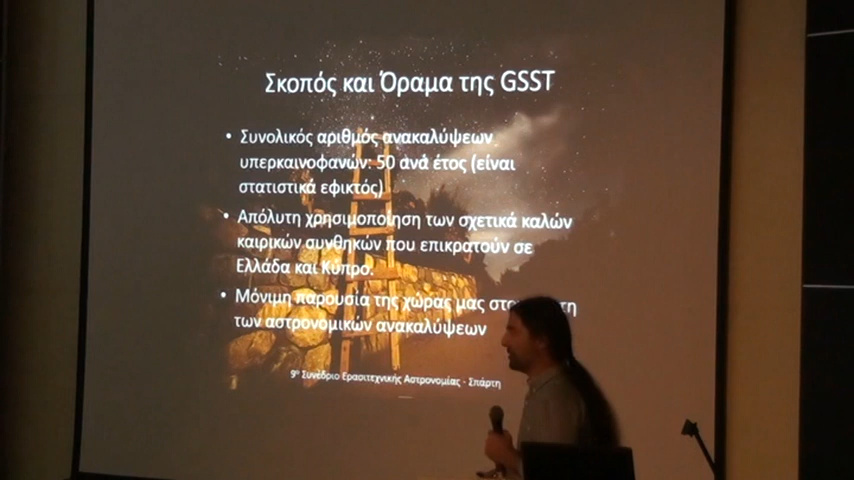 Σκοπός και Όραμα της GSST
• Συνολικός αριθμός ανακαλύψεων
υπερκαινοφανών: 50 ανά έτος (είναι
στατιστικά εφικτός)
• Απόλυτη χρησιμοποίηση των σχετικά καλών
καιρικών συνθηκών που επικρατούν σε
Ελλάδα και Κύπρο.
• Μόνιμη παρουσία της χώρας μας στον
των αστρονομικών ανακαλύψεων
9º Συνέδριο Ερασιτεχνικής Αστρονομίας - Σπάρτη